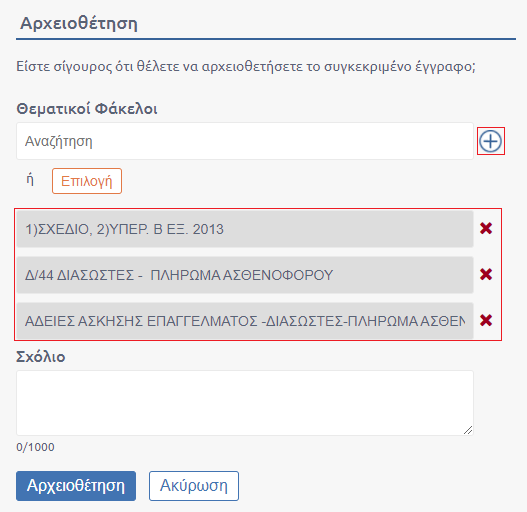 Αρχειοθέτηση
Είστε σίγουρος ότι θέλετε να αρχειοθετήσετε το συγκεκριμένο έγγραφο;
Θεματικοί Φάκελοι
Αναζήτηση
ή Επιλογή
1)ΣΧΕΔΙΟ, 2)ΥΠΕΡ. Β ΕΞ. 2013
Δ/44 ΔΙΑΣΩΣΤΕΣ - ΠΛΗΡΩΜΑ ΑΣΘΕΝΟΦΟΡΟΥ
ΑΔΕΙΕΣ ΑΣΚΗΣΗΣ ΕΠΑΓΓΕΛΜΑΤΟΣ -ΔΙΑΣΩΣΤΕΣ-ΠΛΗΡΩΜΑ ΑΣΘΕΝ
Σχόλιο
0/1000
Αρχειοθέτηση Ακύρωση